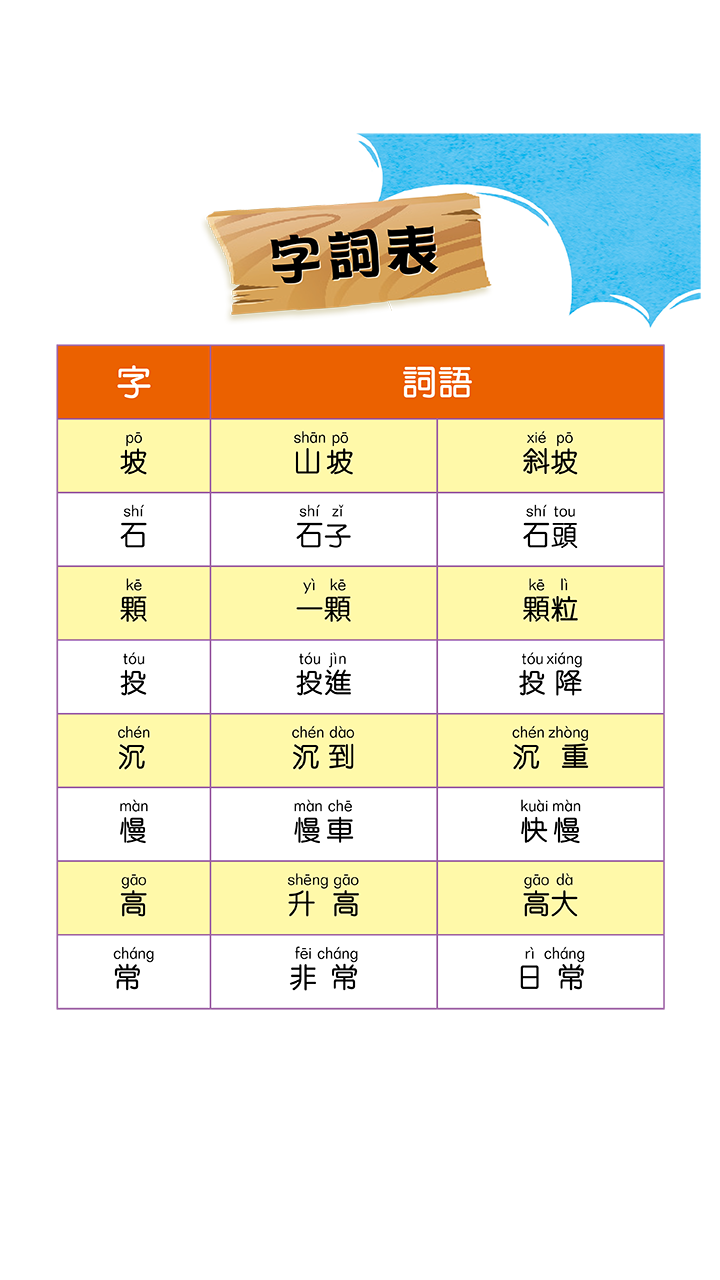 字詞表
字 詞語
pō shān pō xié pō
坡 山坡 斜坡
shí shí zǐ shí tou
石 石子 石頭
kē yì kē kē lì
顆 一顆 顆粒
tóu tóu jìn tóu xiáng
投 投進 投降
chén chén dào chén zhòng
沉 沉到 沉重
màn màn chē kuài màn
慢 慢車 快慢
gāo shēng gāo gāo dà
高 升高 高大
cháng fēi cháng rì cháng
常 非常 日常